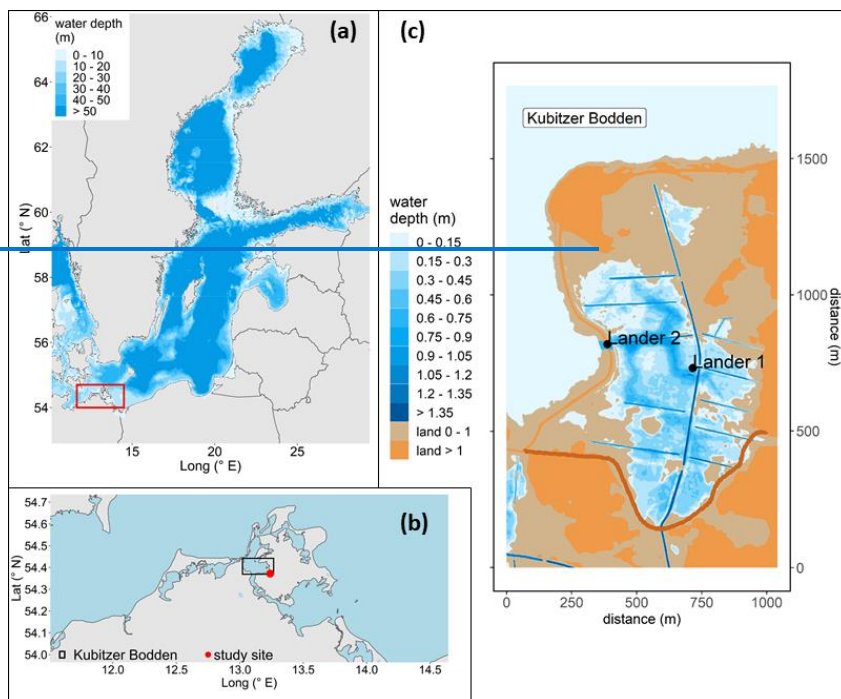 (a)
water depth
(m)
0 - 10
10 - 20
20 - 30
30 - 40
40 - 50
> 50
66
64
62
60
58
56
54
Lat (° N)
15
20
25
Long (° E)
(b)
54.7
54.6
54.5
54.4
54.3
54.2
54.1
54.0
Lat (° N)
Kubitzer Bodden
study site
12.0
12.5
13.0
13.5
14.0
14.5
Long (° E)
(c)
water
depth (m)
0 - 0.15
0.15 - 0.3
0.3 - 0.45
0.45 - 0.6
0.6 - 0.75
0.75 - 0.9
0.9 - 1.05
1.05 - 1.2
1.2 - 1.35
> 1.35
land 0 - 1
land > 1
Kubitzer Bodden
Lander 2
Lander 1
1500
1000
500
0
distance (m)
0
250
500
750
1000
distance (m)